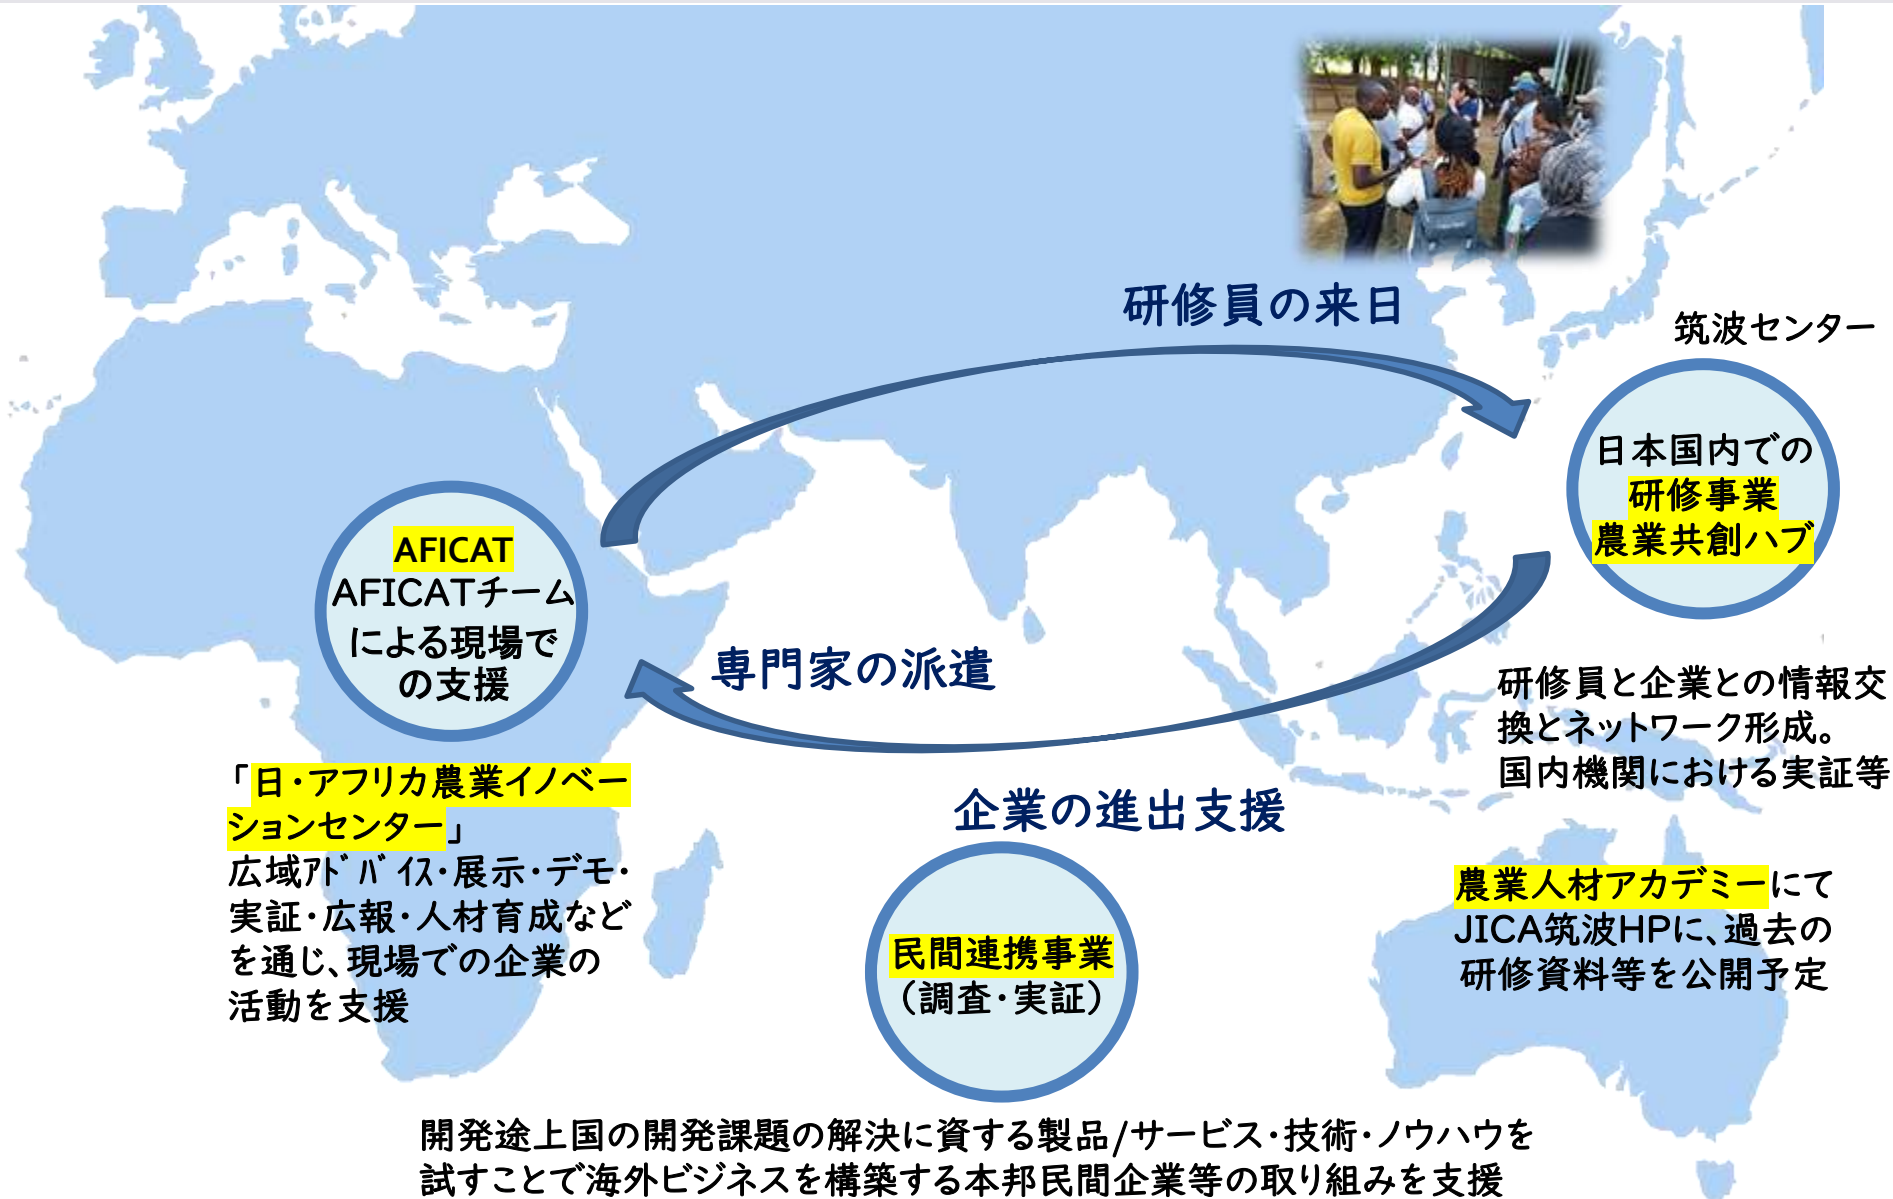 研修員の来日
筑波センター
日本国内での
研修事業
農業共創ハブ
AFICAT
AFICATチーム
による現場で
の支援
専門家の派遣
研修員と企業との情報交
換とネットワーク形成。
国内機関における実証等
「日・アフリカ農業イノベー
ションセンター」
広域ｱﾄﾞﾊﾞｲｽ・展示・デモ・
実証・広報・人材育成など
を通じ、現場での企業の
活動を支援
企業の進出支援
民間連携事業
（調査・実証）
農業人材アカデミーにて
JICA筑波HPに、過去の
研修資料等を公開予定
開発途上国の開発課題の解決に資する製品/サービス・技術・ノウハウを
試すことで海外ビジネスを構築する本邦民間企業等の取り組みを支援